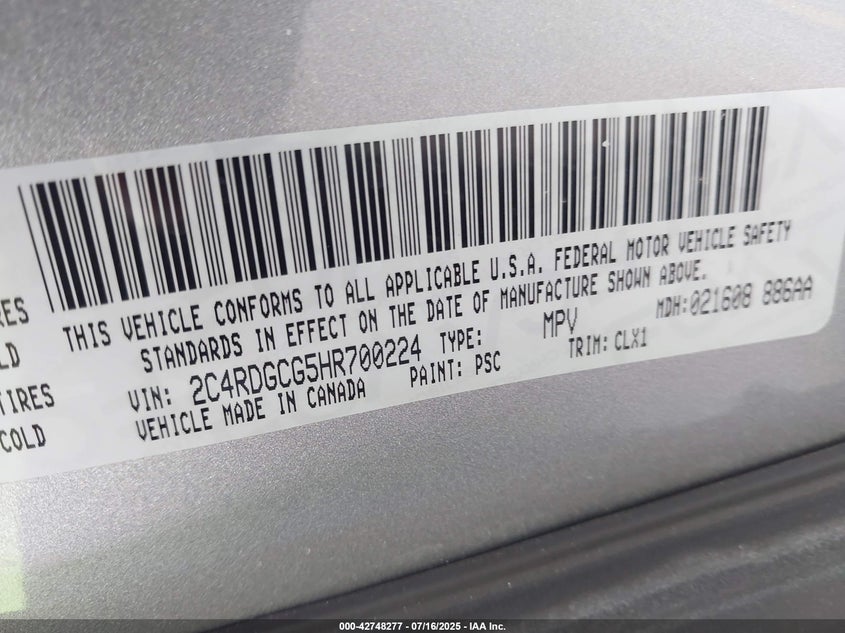 RES
LD
TIRES
COLD
THIS VEHICLE CONFORMS TO ALL APPLICABLE U.S.A. FEDERAL MOTOR VEHICLE SAFETY
STANDARDS IN EFFECT ON THE DATE OF MANUFACTURE SHOWN ABOVE.
VIN: 2C4RDGCG5HR700224 TYPE: MPV MDH:021608 886AA
VEHICLE MADE IN CANADA PAINT: PSC TRIM: CLX1
000-42748277 - 07/16/2025 - IAA Inc.